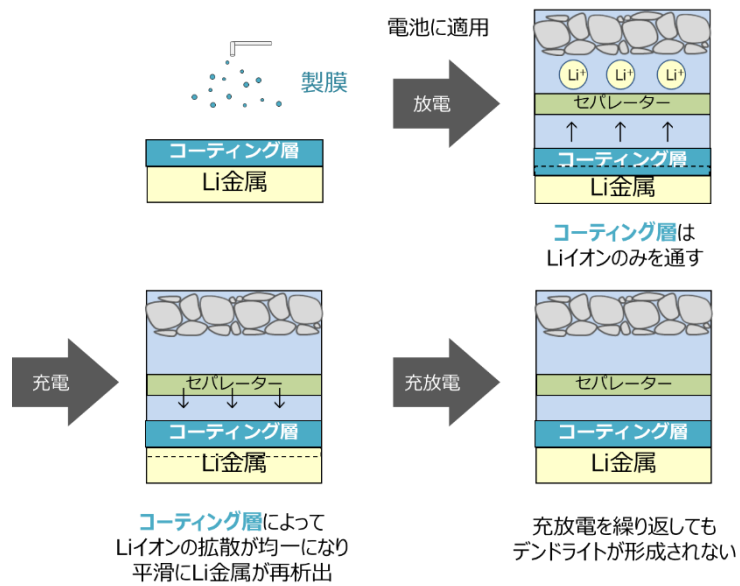 電池に適用
製膜
コーティング層
Li金属
放電
Li⁺ Li⁺ Li⁺
セパレーター
コーティング層
Li金属
コーティング層は
Liイオンのみを通す
充電
セパレーター
コーティング層
Li金属
コーティング層によって
Liイオンの拡散が均一になり
平滑にLi金属が再析出
充放電
セパレーター
コーティング層
Li金属
充放電を繰り返しても
デンドライトが形成されない